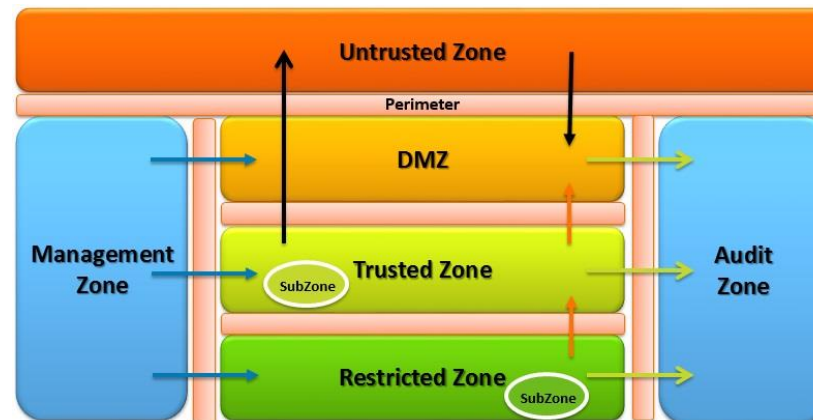 Untrusted Zone
Perimeter
DMZ
Management
Zone
Trusted Zone
SubZone
Audit
Zone
Restricted Zone
SubZone